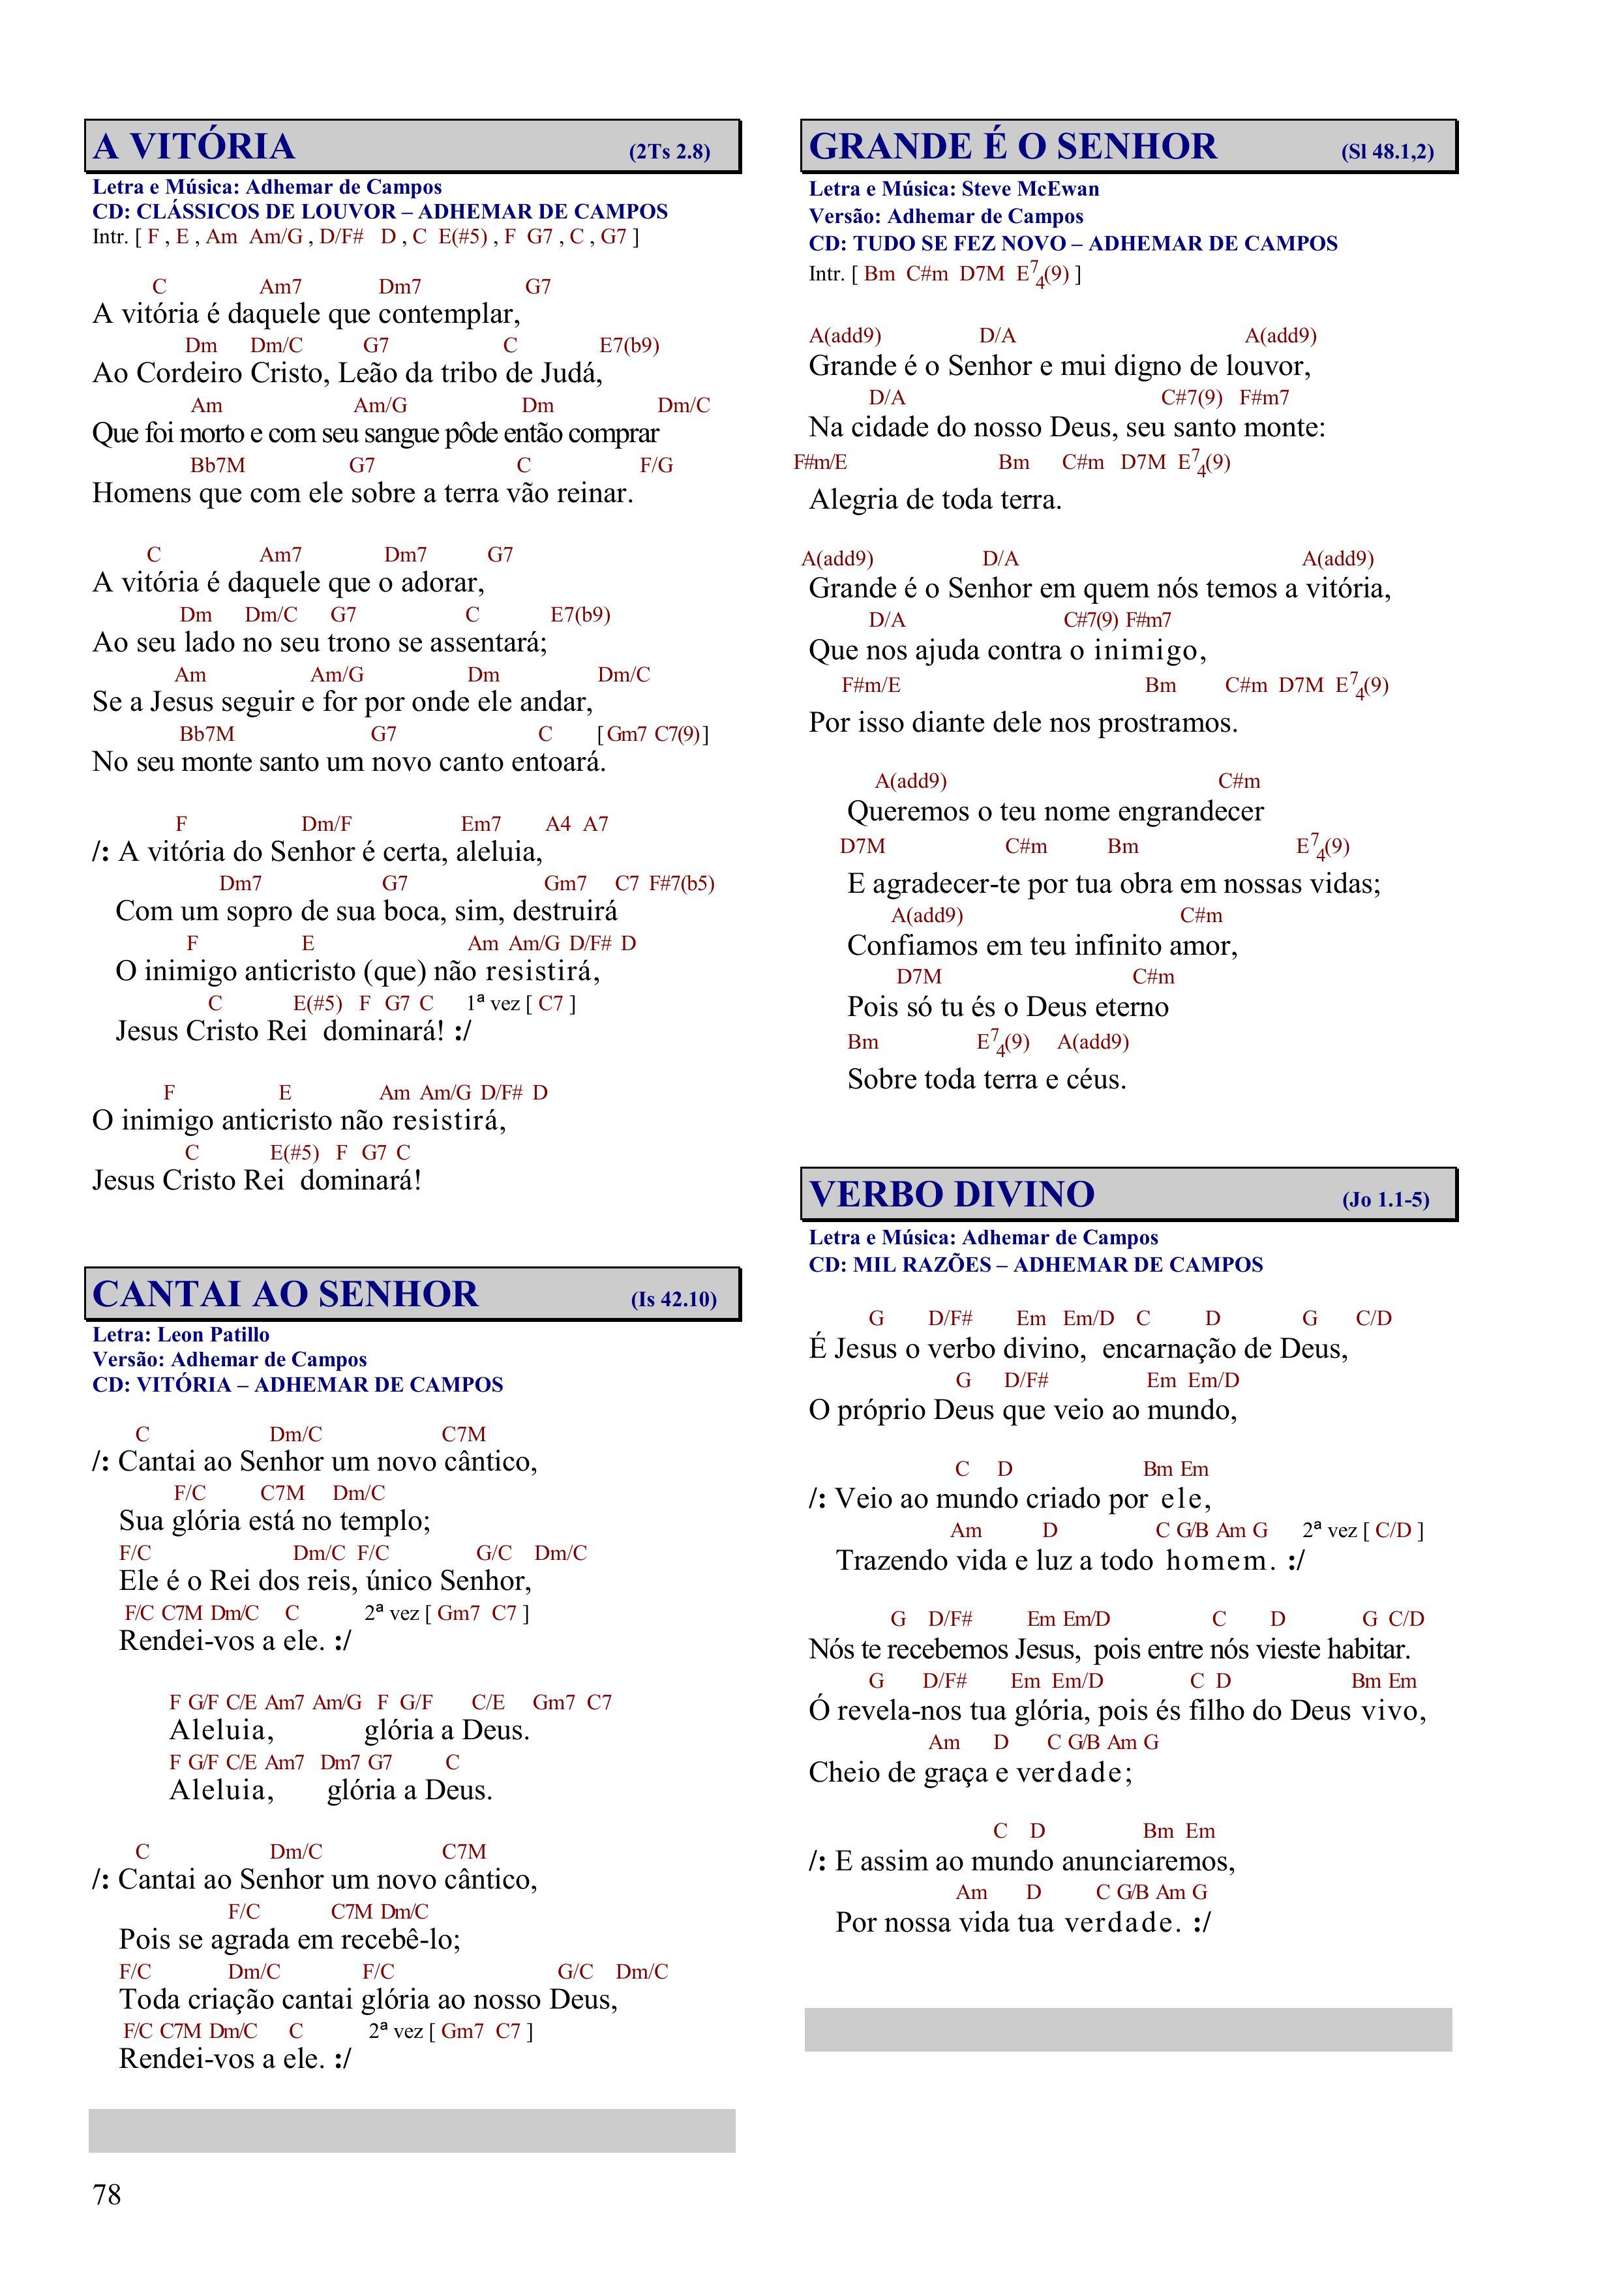 A VITÓRIA (2Ts 2.8)
Letra e Música: Adhemar de Campos
CD: CLÁSSICOS DE LOUVOR – ADHEMAR DE CAMPOS
Intr. [ F , E , Am Am/G , D/F# D , C E(#5) , F G7 , C , G7 ]
C Am7 Dm7 G7
A vitória é daquele que contemplar,
Dm Dm/C G7 C E7(b9)
Ao Cordeiro Cristo, Leão da tribo de Judá,
Am Am/G Dm Dm/C
Que foi morto e com seu sangue pôde então comprar
Bb7M G7 C F/G
Homens que com ele sobre a terra vão reinar.
C Am7 Dm7 G7
A vitória é daquele que o adorar,
Dm Dm/C G7 C E7(b9)
Ao seu lado no seu trono se assentará;
Am Am/G Dm Dm/C
Se a Jesus seguir e for por onde ele andar,
Bb7M G7 C [ Gm7 C7(9) ]
No seu monte santo um novo canto entoará.
F Dm/F Em7 A4 A7
/: A vitória do Senhor é certa, aleluia,
Dm7 G7 Gm7 C7 F#7(b5)
Com um sopro de sua boca, sim, destruirá
F E Am Am/G D/F# D
O inimigo anticristo (que) não resistirá,
C E(#5) F G7 C 1ª vez [ C7 ]
Jesus Cristo Rei dominará! :/
F E Am Am/G D/F# D
O inimigo anticristo não resistirá,
C E(#5) F G7 C
Jesus Cristo Rei dominará!
CANTAI AO SENHOR (Is 42.10)
Letra: Leon Patillo
Versão: Adhemar de Campos
CD: VITÓRIA – ADHEMAR DE CAMPOS
C Dm/C C7M
/: Cantai ao Senhor um novo cântico,
F/C C7M Dm/C
Sua glória está no templo;
F/C Dm/C F/C G/C Dm/C
Ele é o Rei dos reis, único Senhor,
F/C C7M Dm/C C 2ª vez [ Gm7 C7 ]
Rendei-vos a ele. :/
F G/F C/E Am7 Am/G F G/F C/E Gm7 C7
Aleluia, glória a Deus.
F G/F C/E Am7 Dm7 G7 C
Aleluia, glória a Deus.
C Dm/C C7M
/: Cantai ao Senhor um novo cântico,
F/C C7M Dm/C
Pois se agrada em recebê-lo;
F/C Dm/C F/C G/C Dm/C
Toda criação cantai glória ao nosso Deus,
F/C C7M Dm/C C 2ª vez [ Gm7 C7 ]
Rendei-vos a ele. :/
78
GRANDE É O SENHOR (Sl 48.1,2)
Letra e Música: Steve McEwan
Versão: Adhemar de Campos
CD: TUDO SE FEZ NOVO – ADHEMAR DE CAMPOS
Intr. [ Bm C#m D7M E74(9) ]
A(add9) D/A A(add9)
Grande é o Senhor e mui digno de louvor,
D/A C#7(9) F#m7
Na cidade do nosso Deus, seu santo monte:
F#m/E Bm C#m D7M E74(9)
Alegria de toda terra.
A(add9) D/A A(add9)
Grande é o Senhor em quem nós temos a vitória,
D/A C#7(9) F#m7
Que nos ajuda contra o inimigo,
F#m/E Bm C#m D7M E74(9)
Por isso diante dele nos prostramos.
A(add9) C#m
Queremos o teu nome engrandecer
D7M C#m Bm E74(9)
E agradecer-te por tua obra em nossas vidas;
A(add9) C#m
Confiamos em teu infinito amor,
D7M C#m
Pois só tu és o Deus eterno
Bm E74(9) A(add9)
Sobre toda terra e céus.
VERBO DIVINO (Jo 1.1-5)
Letra e Música: Adhemar de Campos
CD: MIL RAZÕES – ADHEMAR DE CAMPOS
G D/F# Em Em/D C D G C/D
É Jesus o verbo divino, encarnação de Deus,
G D/F# Em Em/D
O próprio Deus que veio ao mundo,
C D Bm Em
/: Veio ao mundo criado por ele,
Am D C G/B Am G 2ª vez [ C/D ]
Trazendo vida e luz a todo homem. :/
G D/F# Em Em/D C D G C/D
Nós te recebemos Jesus, pois entre nós vieste habitar.
G D/F# Em Em/D C D Bm Em
Ó revela-nos tua glória, pois és filho do Deus vivo,
Am D C G/B Am G
Cheio de graça e verdade;
C D Bm Em
/: E assim ao mundo anunciaremos,
Am D C G/B Am G
Por nossa vida tua verdade. :/